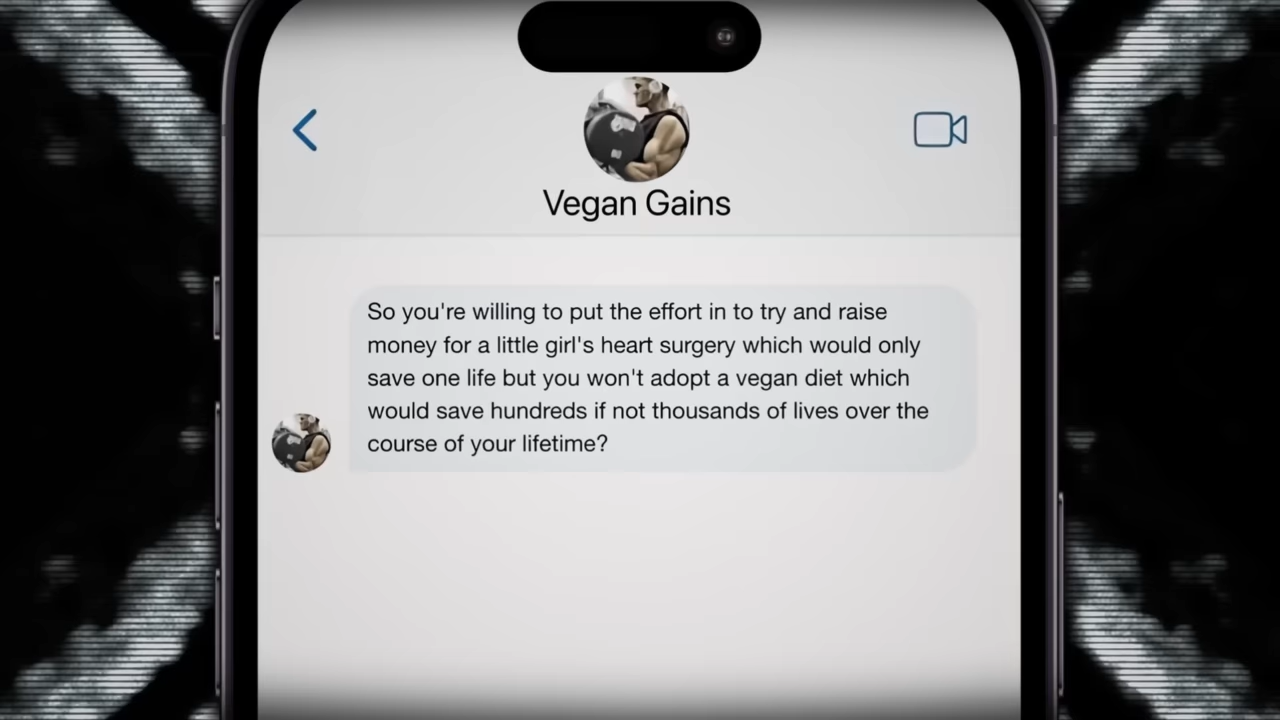 Vegan Gains
So you're willing to put the effort in to try and raise
money for a little girl's heart surgery which would only
save one life but you won't adopt a vegan diet which
would save hundreds if not thousands of lives over the
course of your lifetime?